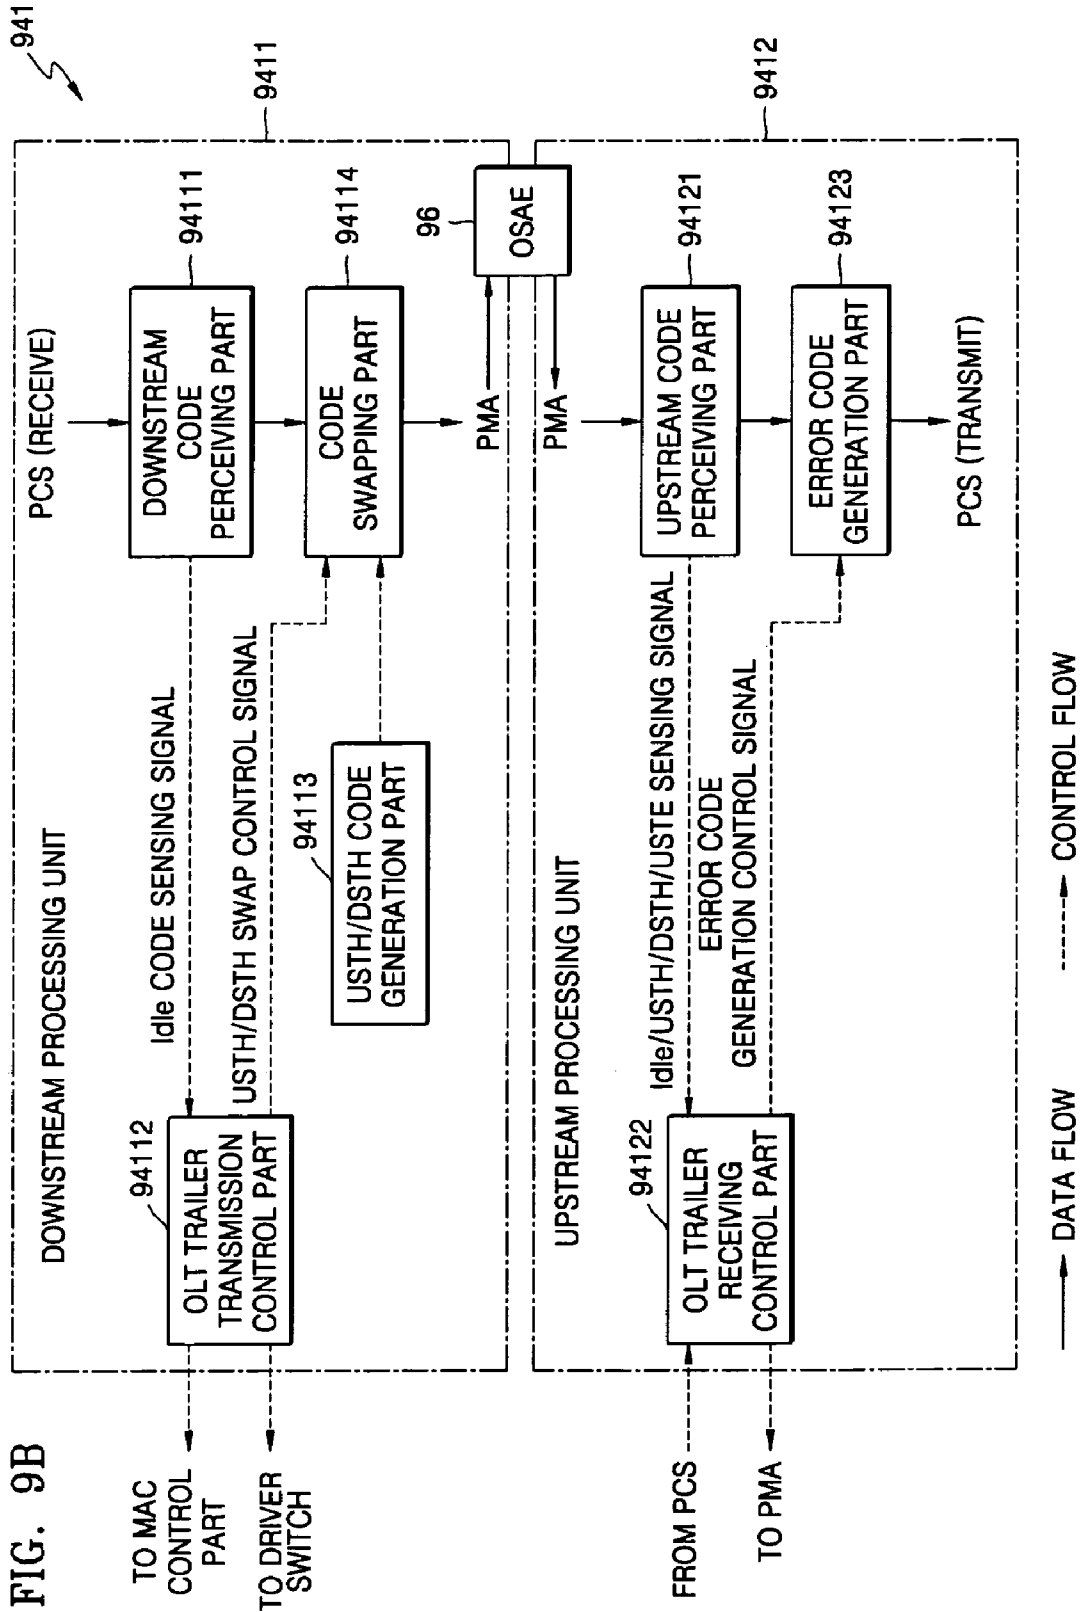 FIG. 9B
941
DOWNSTREAM PROCESSING UNIT
9411
PCS (RECEIVE)
TO MAC
CONTROL
PART
TO DRIVER
SWITCH
94112
OLT TRAILER
TRANSMISSION
CONTROL PART
Idle CODE SENSING SIGNAL
USTH/DSTH SWAP CONTROL SIGNAL
94113
USTH/DSTH CODE
GENERATION PART
DOWNSTREAM
CODE
PERCEIVING PART
94111
CODE
SWAPPING PART
94114
PMA
96
OSAE
PMA
UPSTREAM PROCESSING UNIT
9412
FROM PCS
TO PMA
94122
OLT TRAILER
RECEIVING
CONTROL PART
Idle/USTH/DSTH/USTE SENSING SIGNAL
ERROR CODE
GENERATION CONTROL SIGNAL
UPSTREAM CODE
PERCEIVING PART
94121
ERROR CODE
GENERATION PART
94123
PCS (TRANSMIT)
DATA FLOW
CONTROL FLOW